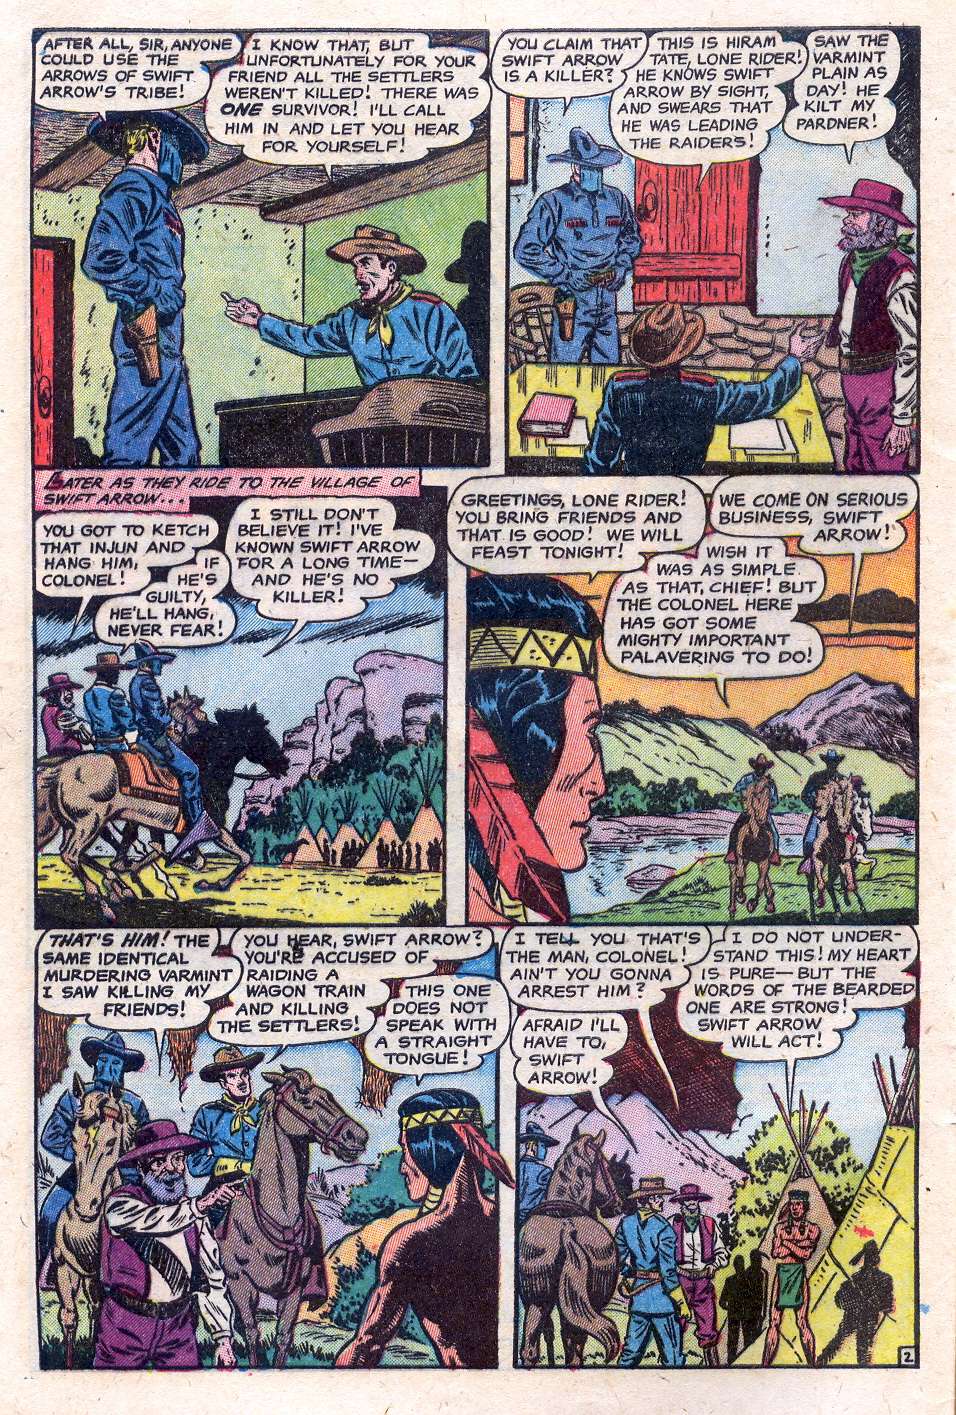 AFTER ALL, SIR, ANYONE
COULD USE THE
ARROWS OF SWIFT
ARROW'S TRIBE!
I KNOW THAT, BUT
UNFORTUNATELY FOR YOUR
FRIEND ALL THE SETTLERS
WEREN'T KILLED! THERE WAS
ONE SURVIVOR! I'LL CALL
HIM IN AND LET YOU HEAR
FOR YOURSELF!
YOU CLAIM THAT
SWIFT ARROW
IS A KILLER?
THIS IS HIRAM
TATE, LONE RIDER!
HE KNOWS SWIFT
ARROW BY SIGHT,
AND SWEARS THAT
HE WAS LEADING
THE RAIDERS!
SAW THE
VARMINT
PLAIN AS
DAY! HE
KILT MY
PARDNER!
LATER AS THEY RIDE TO THE VILLAGE OF
SWIFT ARROW...
YOU GOT TO KETCH
THAT INJUN AND
HANG HIM,
COLONEL!
IF
HE'S
GUILTY,
HE'LL HANG,
NEVER FEAR!
I STILL DON'T
BELIEVE IT! I'VE
KNOWN SWIFT ARROW
FOR A LONG TIME—
AND HE'S NO
KILLER!
GREETINGS, LONE RIDER!
YOU BRING FRIENDS AND
THAT IS GOOD! WE WILL
FEAST TONIGHT!
WE COME ON SERIOUS
BUSINESS, SWIFT
ARROW!
WISH IT
WAS AS SIMPLE
AS THAT, CHIEF! BUT
THE COLONEL HERE
HAS GOT SOME
MIGHTY IMPORTANT
PALAVERING TO DO!
THAT'S HIM! THE
SAME IDENTICAL
MURDERING VARMINT
I SAW KILLING MY
FRIENDS!
YOU HEAR, SWIFT ARROW?
YOU'RE ACCUSED OF
RAIDING A
WAGON TRAIN
AND KILLING
THE SETTLERS!
THIS ONE
DOES NOT
SPEAK WITH
A STRAIGHT
TONGUE!
I TELL YOU THAT'S
THE MAN, COLONEL!
AIN'T YOU GONNA
ARREST HIM?
AFRAID I'LL
HAVE TO,
SWIFT
ARROW!
I DO NOT UNDER-
STAND THIS! MY HEART
IS PURE—BUT THE
WORDS OF THE BEARDED
ONE ARE STRONG!
SWIFT ARROW
WILL ACT!
2